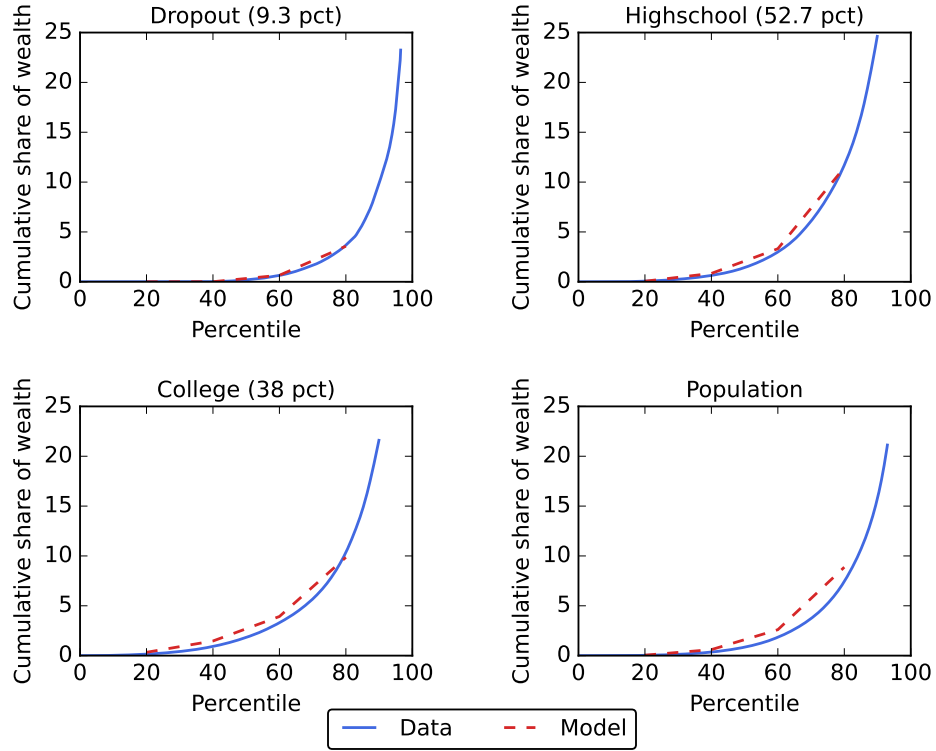 Dropout (9.3 pct)
Cumulative share of wealth
25
20
15
10
5
0
0 20 40 60 80 100
Percentile
Highschool (52.7 pct)
Cumulative share of wealth
25
20
15
10
5
0
0 20 40 60 80 100
Percentile
College (38 pct)
Cumulative share of wealth
25
20
15
10
5
0
0 20 40 60 80 100
Percentile
Population
Cumulative share of wealth
25
20
15
10
5
0
0 20 40 60 80 100
Percentile
Data Model